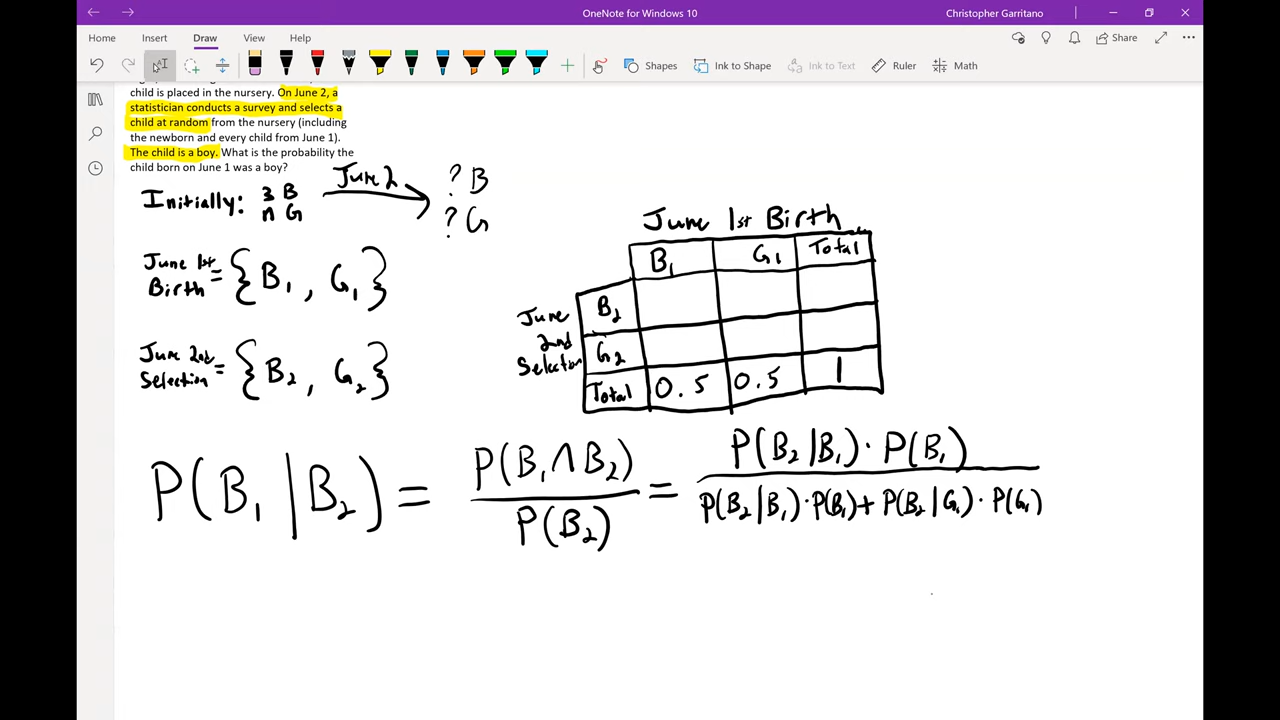 OneNote for Windows 10
Christopher Garritano
Home Insert Draw View Help
Share
Shapes Ink to Shape Ink to Text Ruler Math
child is placed in the nursery. On June 2, a
statistician conducts a survey and selects a
child at random from the nursery (including
the newborn and every child from June 1).
The child is a boy. What is the probability the
child born on June 1 was a boy?
Initially: 3 B
n G
June 2
? B
? G
June 1st
Birth = {B₁, G₁}
June 2nd
Selection = {B₂, G₂}
June 1st Birth
B₁ G₁ Total
June
2nd
Selection
B₂
G₂
Total 0.5 0.5 1
P(B₁|B₂) = P(B₁∩B₂) / P(B₂) = P(B₂|B₁)·P(B₁) / P(B₂|B₁)·P(B₁)+P(B₂|G₁)·P(G₁)